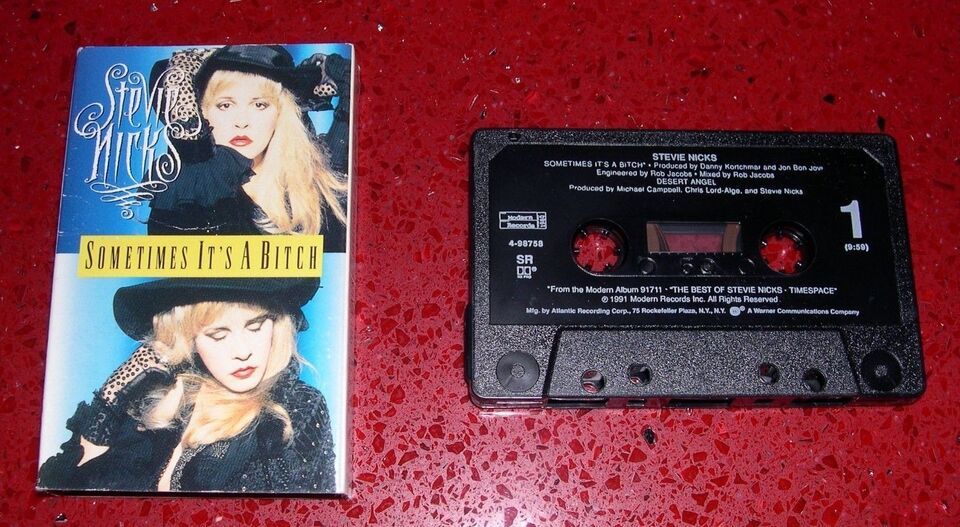 Stevie
NICKS
SOMETIMES IT'S A BITCH
STEVIE NICKS
SOMETIMES IT'S A BITCH* • Produced by Danny Kortchmar and Jon Bon Jovi
Engineered by Rob Jacobs • Mixed by Rob Jacobs
DESERT ANGEL
Produced by Michael Campbell, Chris Lord-Alge, and Stevie Nicks
Modern
Records
4-98758
SR
1
(9:59)
*From the Modern Album 91711 • "THE BEST OF STEVIE NICKS • TIMESPACE"
℗ 1991 Modern Records Inc. All Rights Reserved
Mfg. by Atlantic Recording Corp., 75 Rockefeller Plaza, N.Y., N.Y. A Warner Communications Company